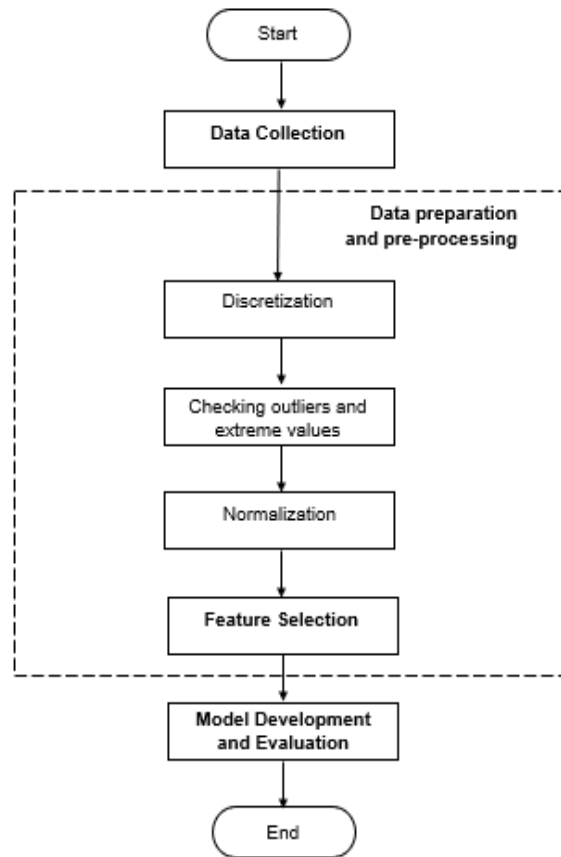 Start
Data Collection
Data preparation
and pre-processing
Discretization
Checking outliers and
extreme values
Normalization
Feature Selection
Model Development
and Evaluation
End